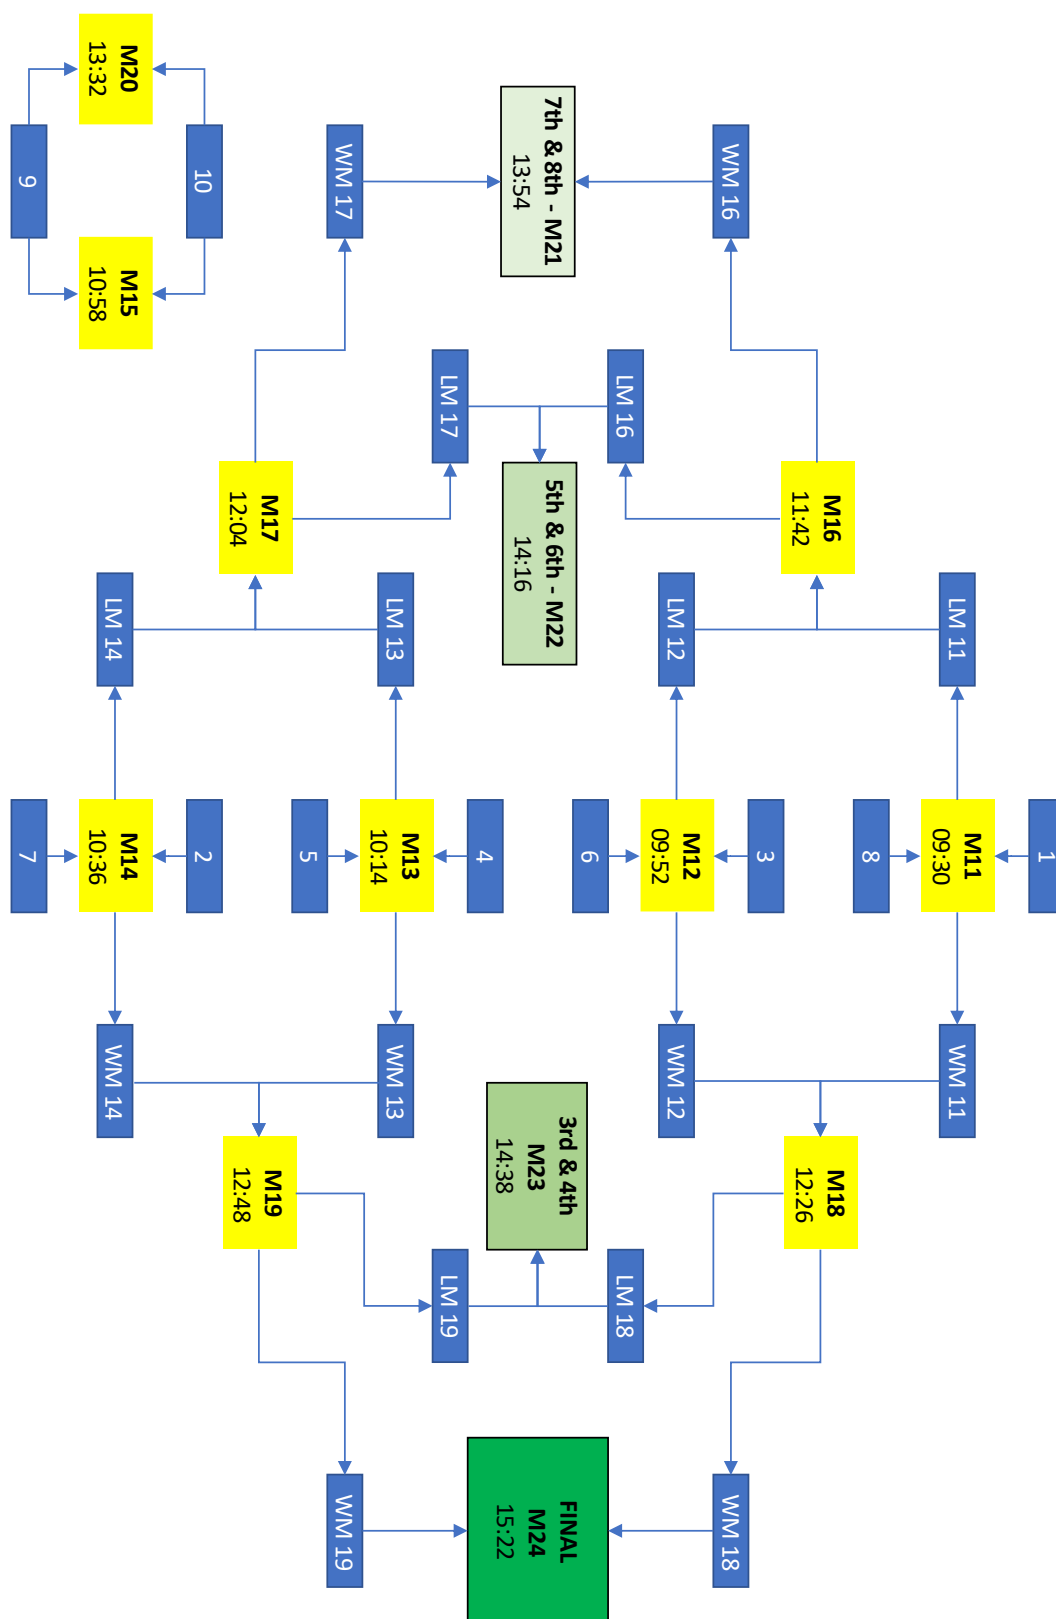 1
LM 11
M11
09:30
WM 11
8
M16
11:42
M18
12:26
3
WM 16
WM 18
LM 12
M12
09:52
WM 12
LM 16
LM 18
6
7th & 8th - M21
13:54
5th & 6th - M22
14:16
3rd & 4th
M23
14:38
FINAL
M24
15:22
4
LM 17
LM 19
LM 13
M13
10:14
WM 13
WM 17
WM 19
5
M17
12:04
M19
12:48
10
2
M20
13:32
M15
10:58
LM 14
M14
10:36
WM 14
9
7